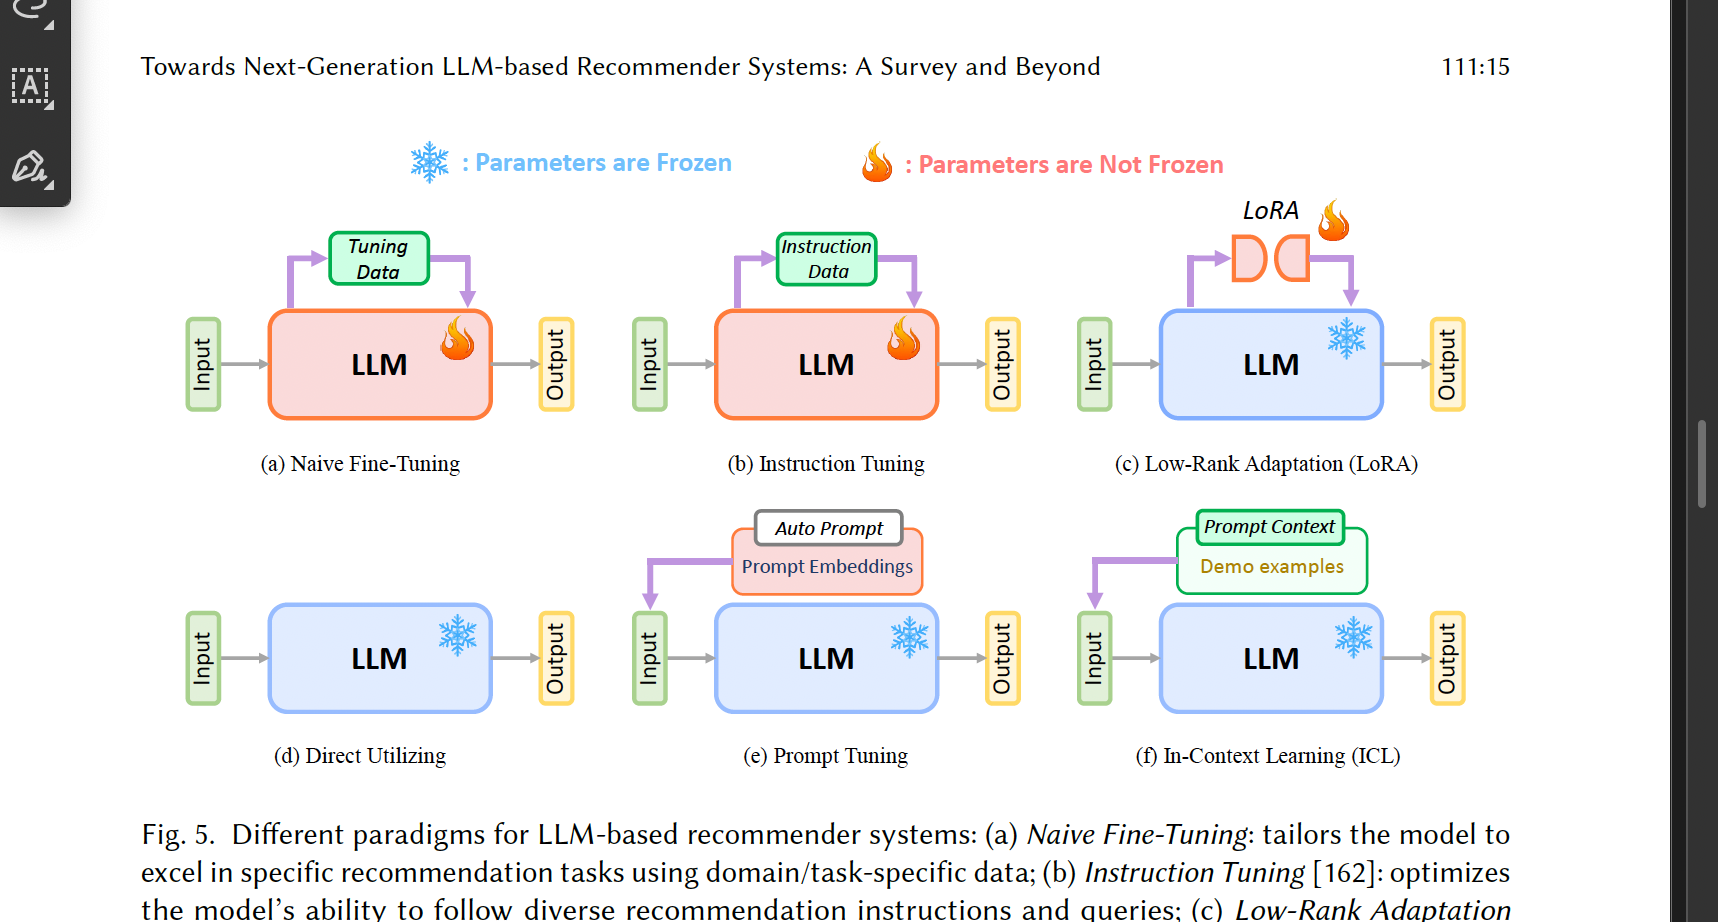 Towards Next-Generation LLM-based Recommender Systems: A Survey and Beyond 111:15
A
: Parameters are Frozen : Parameters are Not Frozen
LoRA
Tuning
Data
Instruction
Data
Input LLM Output
Input LLM Output
Input LLM Output
(a) Naive Fine-Tuning
(b) Instruction Tuning
(c) Low-Rank Adaptation (LoRA)
Auto Prompt
Prompt Embeddings
Prompt Context
Demo examples
Input LLM Output
Input LLM Output
Input LLM Output
(d) Direct Utilizing
(e) Prompt Tuning
(f) In-Context Learning (ICL)
Fig. 5. Different paradigms for LLM-based recommender systems: (a) Naive Fine-Tuning: tailors the model to
excel in specific recommendation tasks using domain/task-specific data; (b) Instruction Tuning [162]: optimizes
the model's ability to follow diverse recommendation instructions and queries; (c) Low-Rank Adaptation